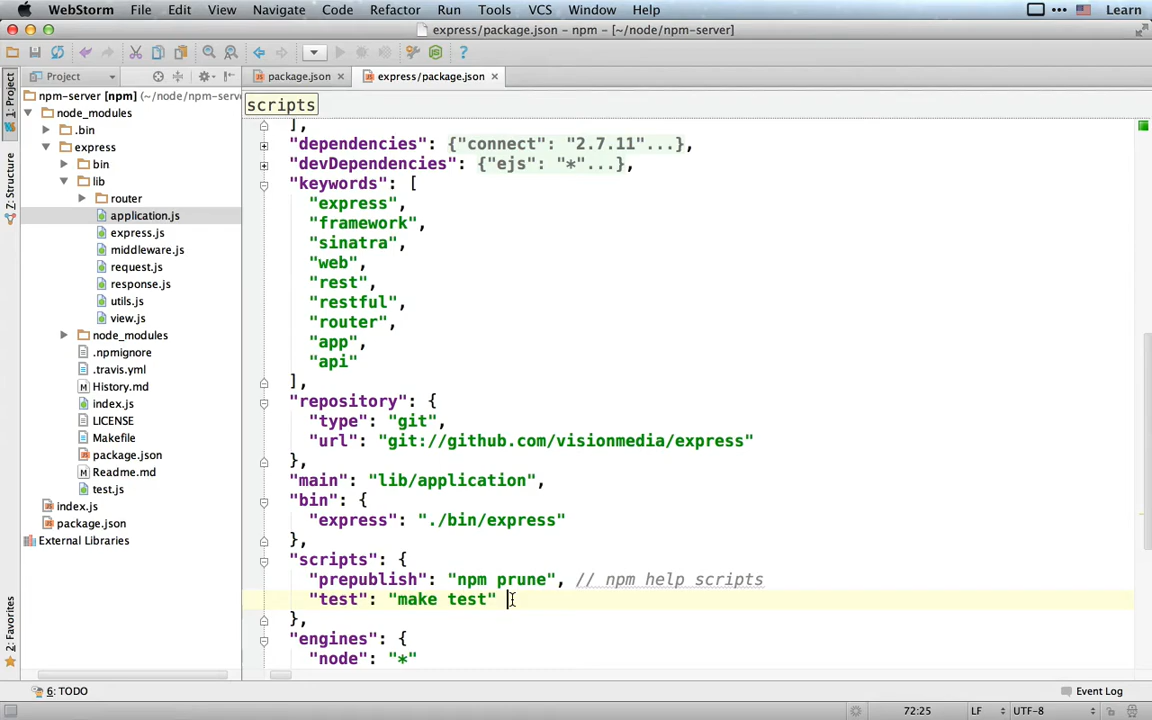 WebStorm File Edit View Navigate Code Refactor Run Tools VCS Window Help Learn
express/package.json – npm – [~/node/npm-server]
Project
package.json
express/package.json
1: Project
Z: Structure
2: Favorites
npm-server [npm] (~/node/npm-serv
node_modules
.bin
express
bin
lib
router
application.js
express.js
middleware.js
request.js
response.js
utils.js
view.js
node_modules
.npmignore
.travis.yml
History.md
index.js
LICENSE
Makefile
package.json
Readme.md
test.js
index.js
package.json
External Libraries
scripts
],
"dependencies": {"connect": "2.7.11"...},
"devDependencies": {"ejs": "*"...},
"keywords": [
"express",
"framework",
"sinatra",
"web",
"rest",
"restful",
"router",
"app",
"api"
],
"repository": {
"type": "git",
"url": "git://github.com/visionmedia/express"
},
"main": "lib/application",
"bin": {
"express": "./bin/express"
},
"scripts": {
"prepublish": "npm prune", // npm help scripts
"test": "make test"
},
"engines": {
"node": "*"
6: TODO
Event Log
72:25 LF UTF-8